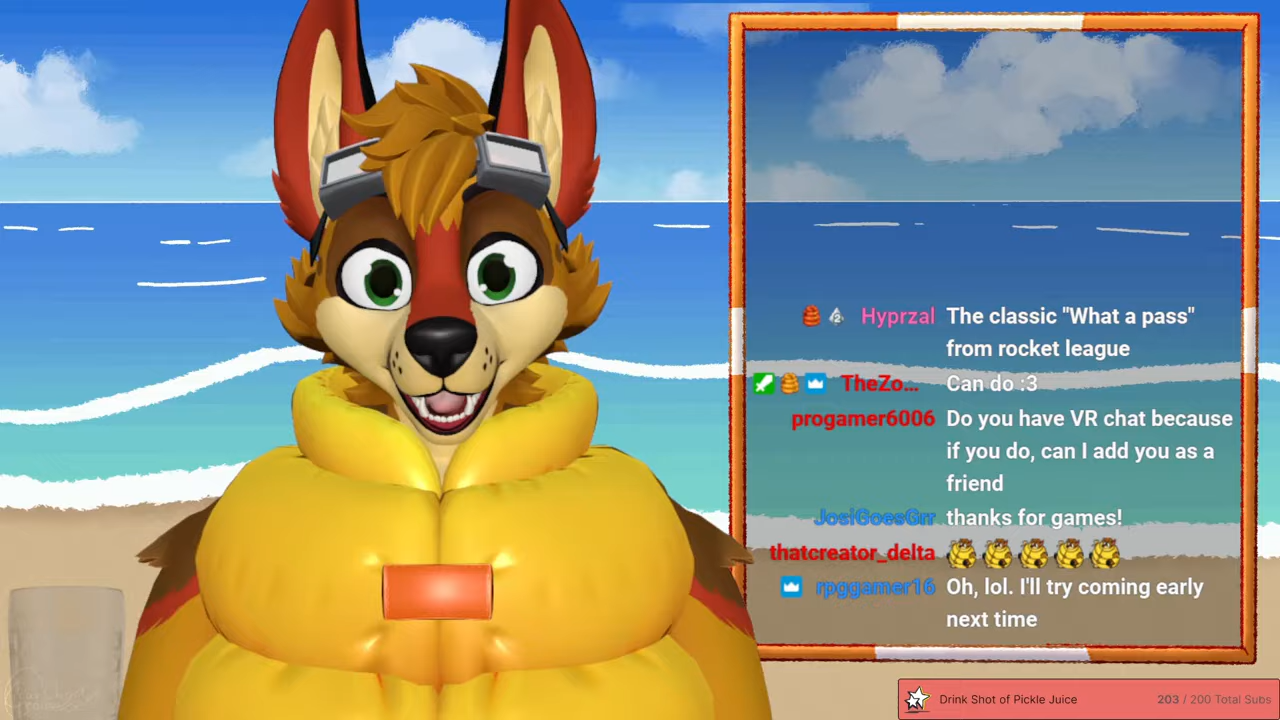 Hyprzal The classic "What a pass"
from rocket league
TheZo... Can do :3
progamer6006 Do you have VR chat because
if you do, can I add you as a
friend
JosiGoesGrr thanks for games!
thatcreator_delta
rpggamer16 Oh, lol. I'll try coming early
next time
Drink Shot of Pickle Juice 203 / 200 Total Subs